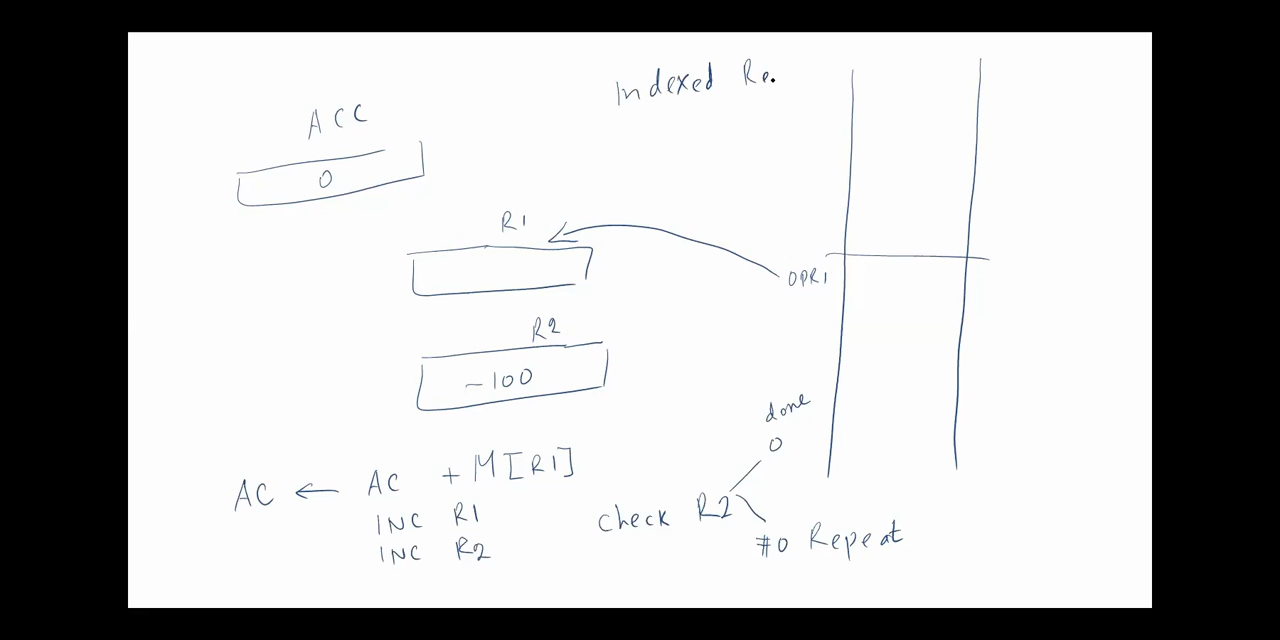 Indexed Re
ACC
0
R1
OPR1
R2
-100
done
0
AC ← AC + M[R1]
INC R1
INC R2
Check R2
≠0 Repeat